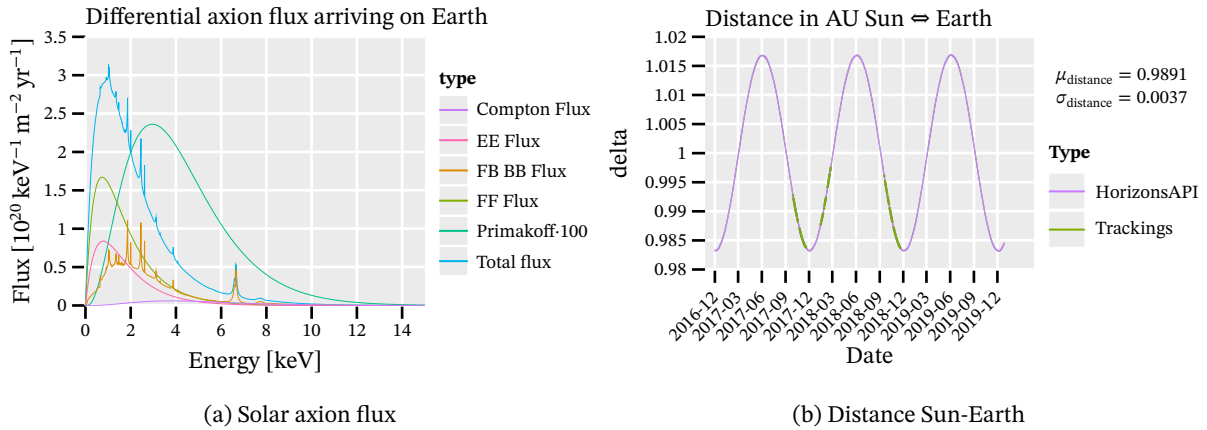 Differential axion flux arriving on Earth
Flux [10²⁰ keV⁻¹ m⁻² yr⁻¹]
3.5
3
2.5
2
1.5
1
0.5
0
0 2 4 6 8 10 12 14
Energy [keV]
type
Compton Flux
EE Flux
FB BB Flux
FF Flux
Primakoff-100
Total flux
(a) Solar axion flux
Distance in AU Sun ⇔ Earth
delta
1.02
1.015
1.01
1.005
1
0.995
0.99
0.985
0.98
2016-12
2017-03
2017-06
2017-09
2017-12
2018-03
2018-06
2018-09
2018-12
2019-03
2019-06
2019-09
2019-12
Date
μdistance = 0.9891
σdistance = 0.0037
Type
HorizonsAPI
Trackings
(b) Distance Sun-Earth